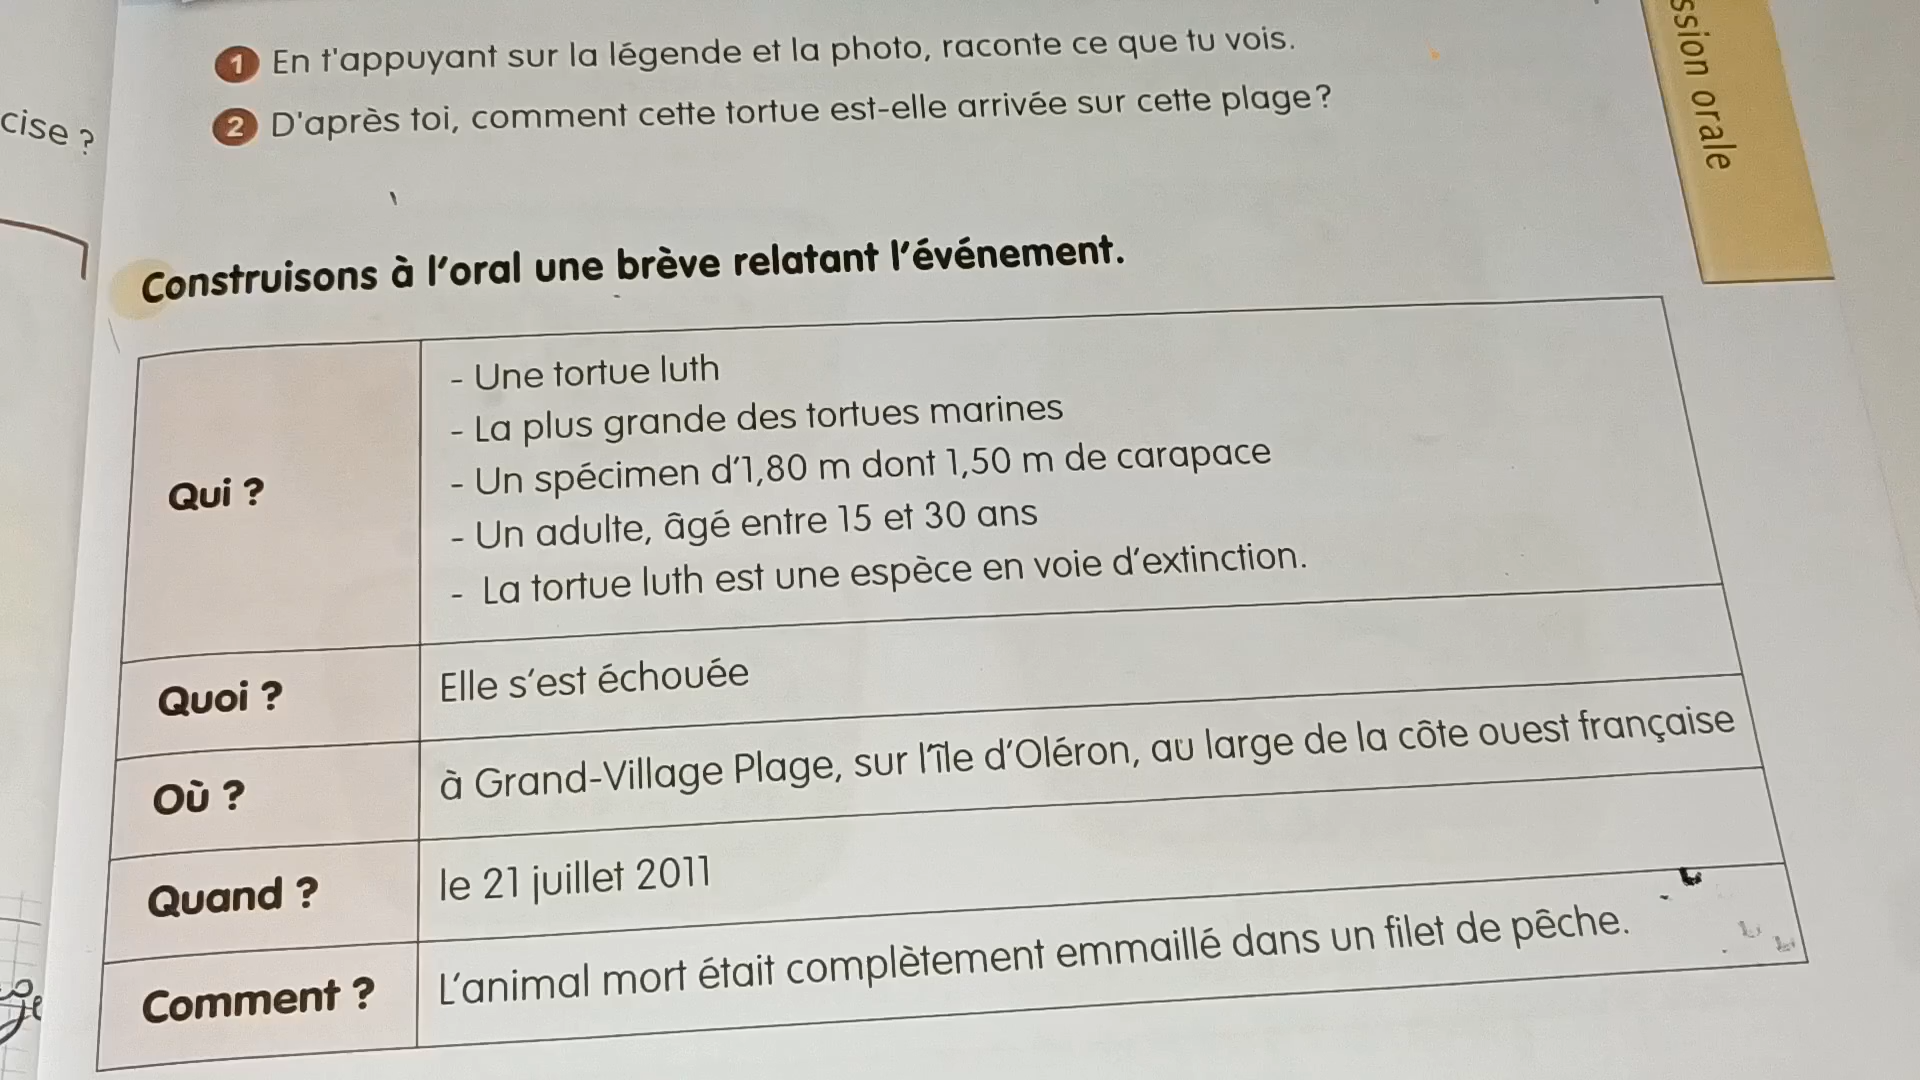 cise ?
1 En t'appuyant sur la légende et la photo, raconte ce que tu vois.
2 D'après toi, comment cette tortue est-elle arrivée sur cette plage?
ssion orale
Construisons à l'oral une brève relatant l'événement.
Qui ?
- Une tortue luth
- La plus grande des tortues marines
- Un spécimen d'1,80 m dont 1,50 m de carapace
- Un adulte, âgé entre 15 et 30 ans
- La tortue luth est une espèce en voie d'extinction.
Quoi ?
Elle s'est échouée
Où ?
à Grand-Village Plage, sur l'île d'Oléron, au large de la côte ouest française
Quand ?
le 21 juillet 2011
Comment ?
L'animal mort était complètement emmaillé dans un filet de pêche.